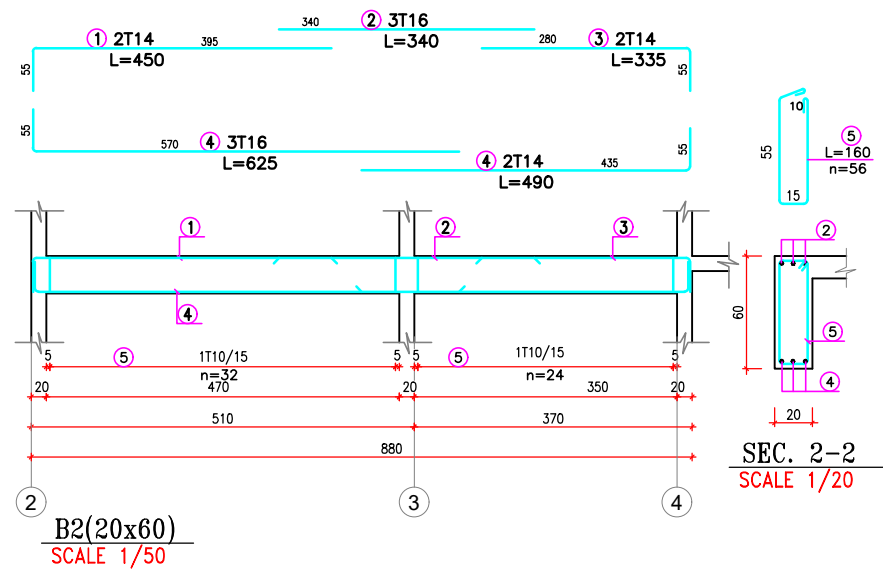 340 2 3T16
L=340
1 2T14 395
L=450
280 3 2T14
L=335
55
55
55
55
570 4 3T16
L=625
4 2T14 435
L=490
10
55
15
5
L=160
n=56
1
2
3
4
2
5
4
60
20
5 5 1T10/15 5 5 5 1T10/15 5
n=32 n=24
20 470 20 350 20
510 370
880
2 3 4
B2(20x60)
SCALE 1/50
SEC. 2-2
SCALE 1/20